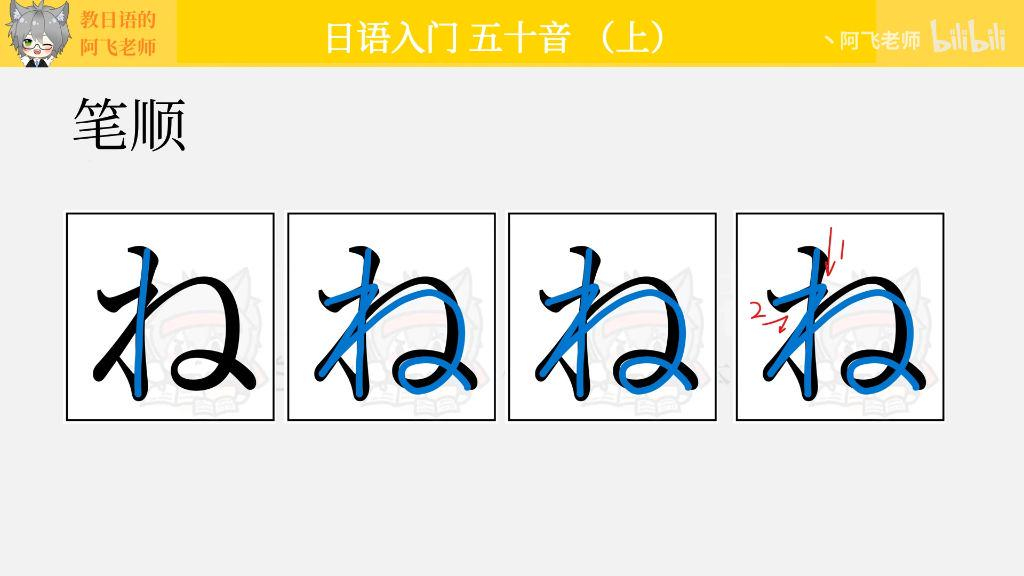 教日语的
阿飞老师
日语入门 五十音 （上）
丶阿飞老师 bilibili
笔顺
ね ね ね ね
1
2